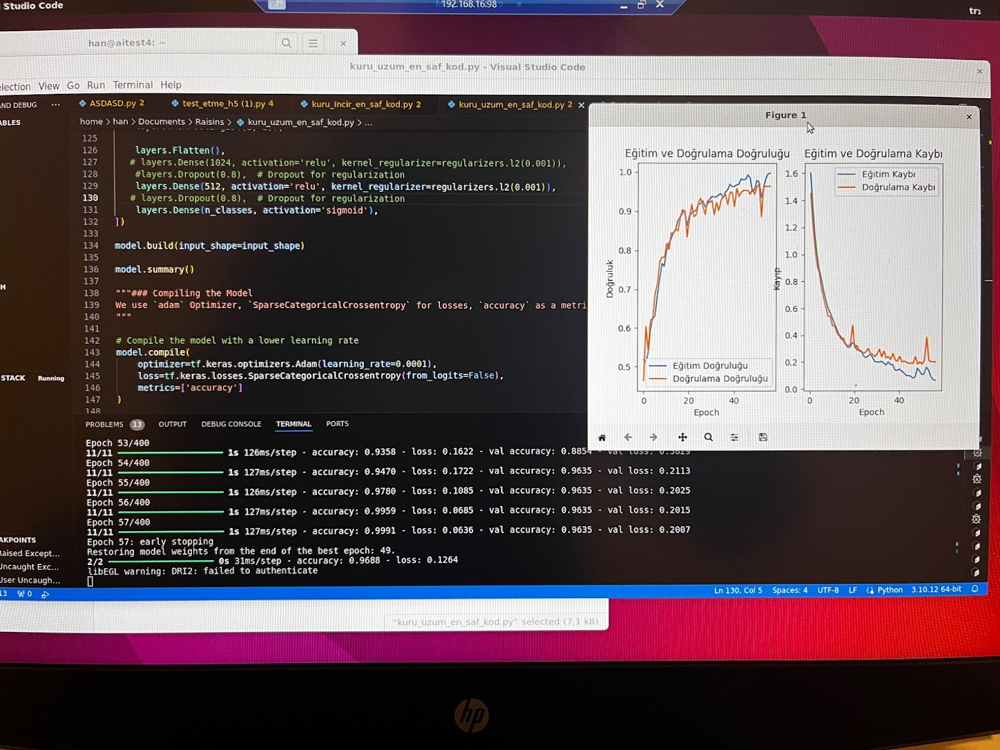 Studio Code
192.168.16.98
tr₁
han@aitest4: ~
kuru_uzum_en_saf_kod.py - Visual Studio Code
election View Go Run Terminal Help
AND DEBUG ...
ASDASD.py 2
test_etme_h5 (1).py 4
kuru_incir_en_saf_kod.py 2
kuru_uzum_en_saf_kod.py 2
ABLES
home > han > Documents > Raisins > kuru_uzum_en_saf_kod.py > ...
125
126 layers.Flatten(),
127 # layers.Dense(1024, activation='relu', kernel_regularizer=regularizers.l2(0.001)),
128 #layers.Dropout(0.8), # Dropout for regularization
129 layers.Dense(512, activation='relu', kernel_regularizer=regularizers.l2(0.001)),
130 # layers.Dropout(0.8), # Dropout for regularization
131 layers.Dense(n_classes, activation='sigmoid'),
132 ])
133
134 model.build(input_shape=input_shape)
135
136 model.summary()
137
138 """### Compiling the Model
139 We use `adam` Optimizer, `SparseCategoricalCrossentropy` for losses, `accuracy` as a metri
140 """
141
142 # Compile the model with a lower learning rate
143 model.compile(
144 optimizer=tf.keras.optimizers.Adam(learning_rate=0.0001),
145 loss=tf.keras.losses.SparseCategoricalCrossentropy(from_logits=False),
146 metrics=['accuracy']
147 )
148
H
STACK Running
Figure 1
Eğitim ve Doğrulama Doğruluğu
Doğruluk
1.0
0.9
0.8
0.7
0.6
0.5
Eğitim Doğruluğu
Doğrulama Doğruluğu
0 20 40
Epoch
Eğitim ve Doğrulama Kaybı
Eğitim Kaybı
Doğrulama Kaybı
Kayıp
1.6
1.4
1.2
1.0
0.8
0.6
0.4
0.2
0.0
0 20 40
Epoch
PROBLEMS 13 OUTPUT DEBUG CONSOLE TERMINAL PORTS
Epoch 53/400
11/11 1s 126ms/step - accuracy: 0.9358 - loss: 0.1622 - val accuracy: 0.8854 - val loss: 0.3829
Epoch 54/400
11/11 1s 127ms/step - accuracy: 0.9470 - loss: 0.1722 - val accuracy: 0.9635 - val loss: 0.2113
Epoch 55/400
11/11 1s 126ms/step - accuracy: 0.9780 - loss: 0.1085 - val accuracy: 0.9635 - val loss: 0.2025
Epoch 56/400
11/11 1s 127ms/step - accuracy: 0.9959 - loss: 0.0685 - val accuracy: 0.9635 - val loss: 0.2015
Epoch 57/400
11/11 1s 127ms/step - accuracy: 0.9991 - loss: 0.0636 - val accuracy: 0.9635 - val loss: 0.2007
Epoch 57: early stopping
Restoring model weights from the end of the best epoch: 49.
2/2 0s 31ms/step - accuracy: 0.9688 - loss: 0.1264
libEGL warning: DRI2: failed to authenticate
AKPOINTS
Raised Except...
Uncaught Exc...
User Uncaugh...
13 0
Ln 130, Col 5 Spaces: 4 UTF-8 LF Python 3.10.12 64-bit
"kuru_uzum_en_saf_kod.py" selected (7,1 kB)
hp